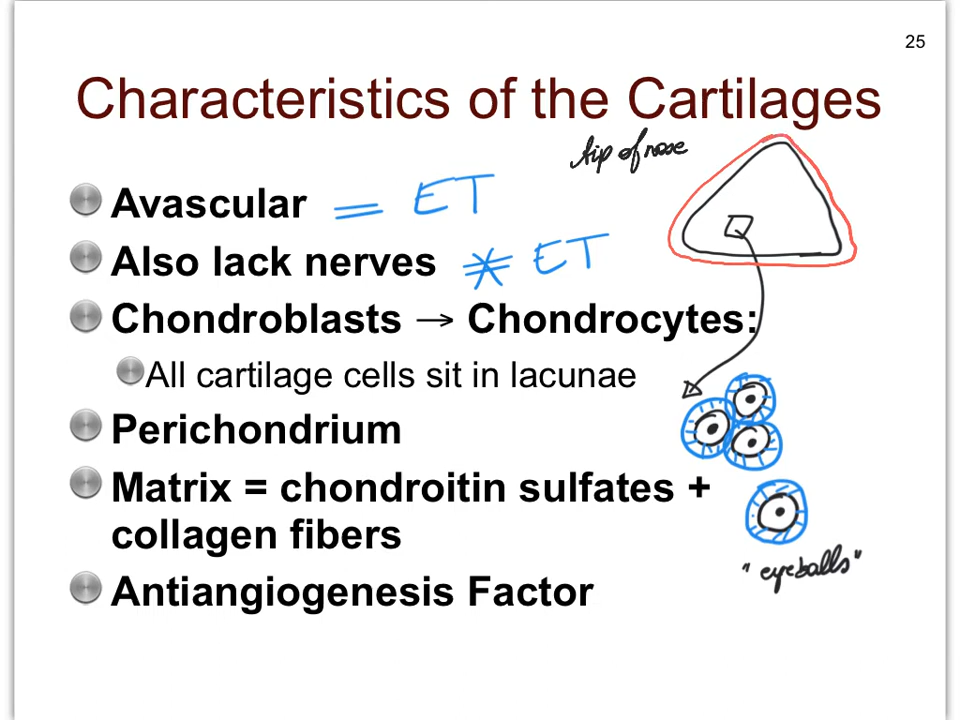 25
Characteristics of the Cartilages
tip of nose
Avascular = ET
Also lack nerves ≠ ET
Chondroblasts → Chondrocytes:
All cartilage cells sit in lacunae
Perichondrium
Matrix = chondroitin sulfates +
collagen fibers
Antiangiogenesis Factor
"eyeballs"